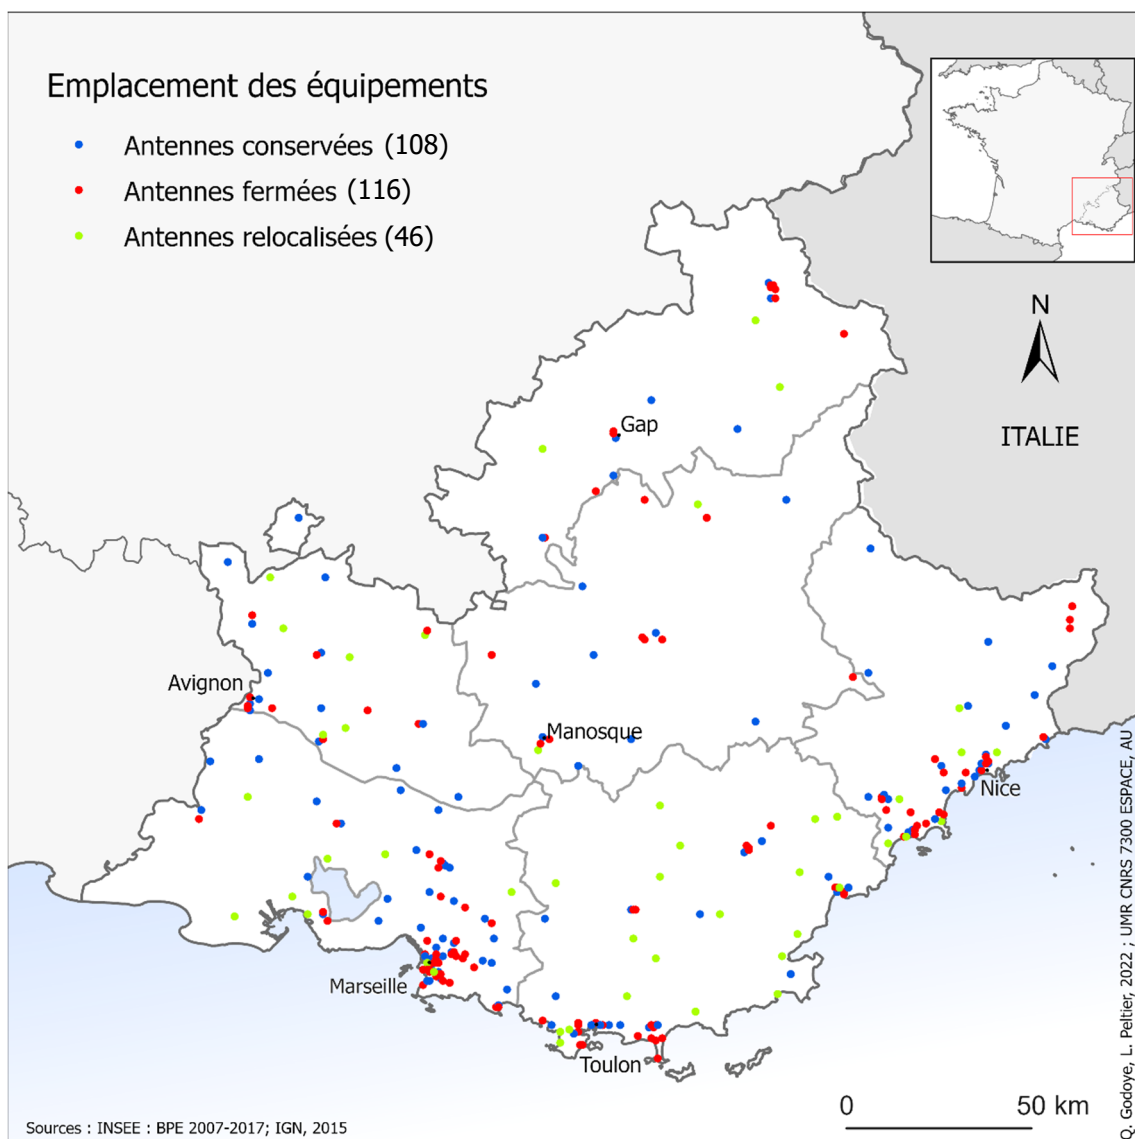 Emplacement des équipements
Antennes conservées (108)
Antennes fermées (116)
Antennes relocalisées (46)
N
ITALIE
Gap
Avignon
Manosque
Nice
Marseille
Toulon
0 50 km
Sources : INSEE : BPE 2007-2017; IGN, 2015
Q. Godoye, L. Peltier, 2022 ; UMR CNRS 7300 ESPACE, AU